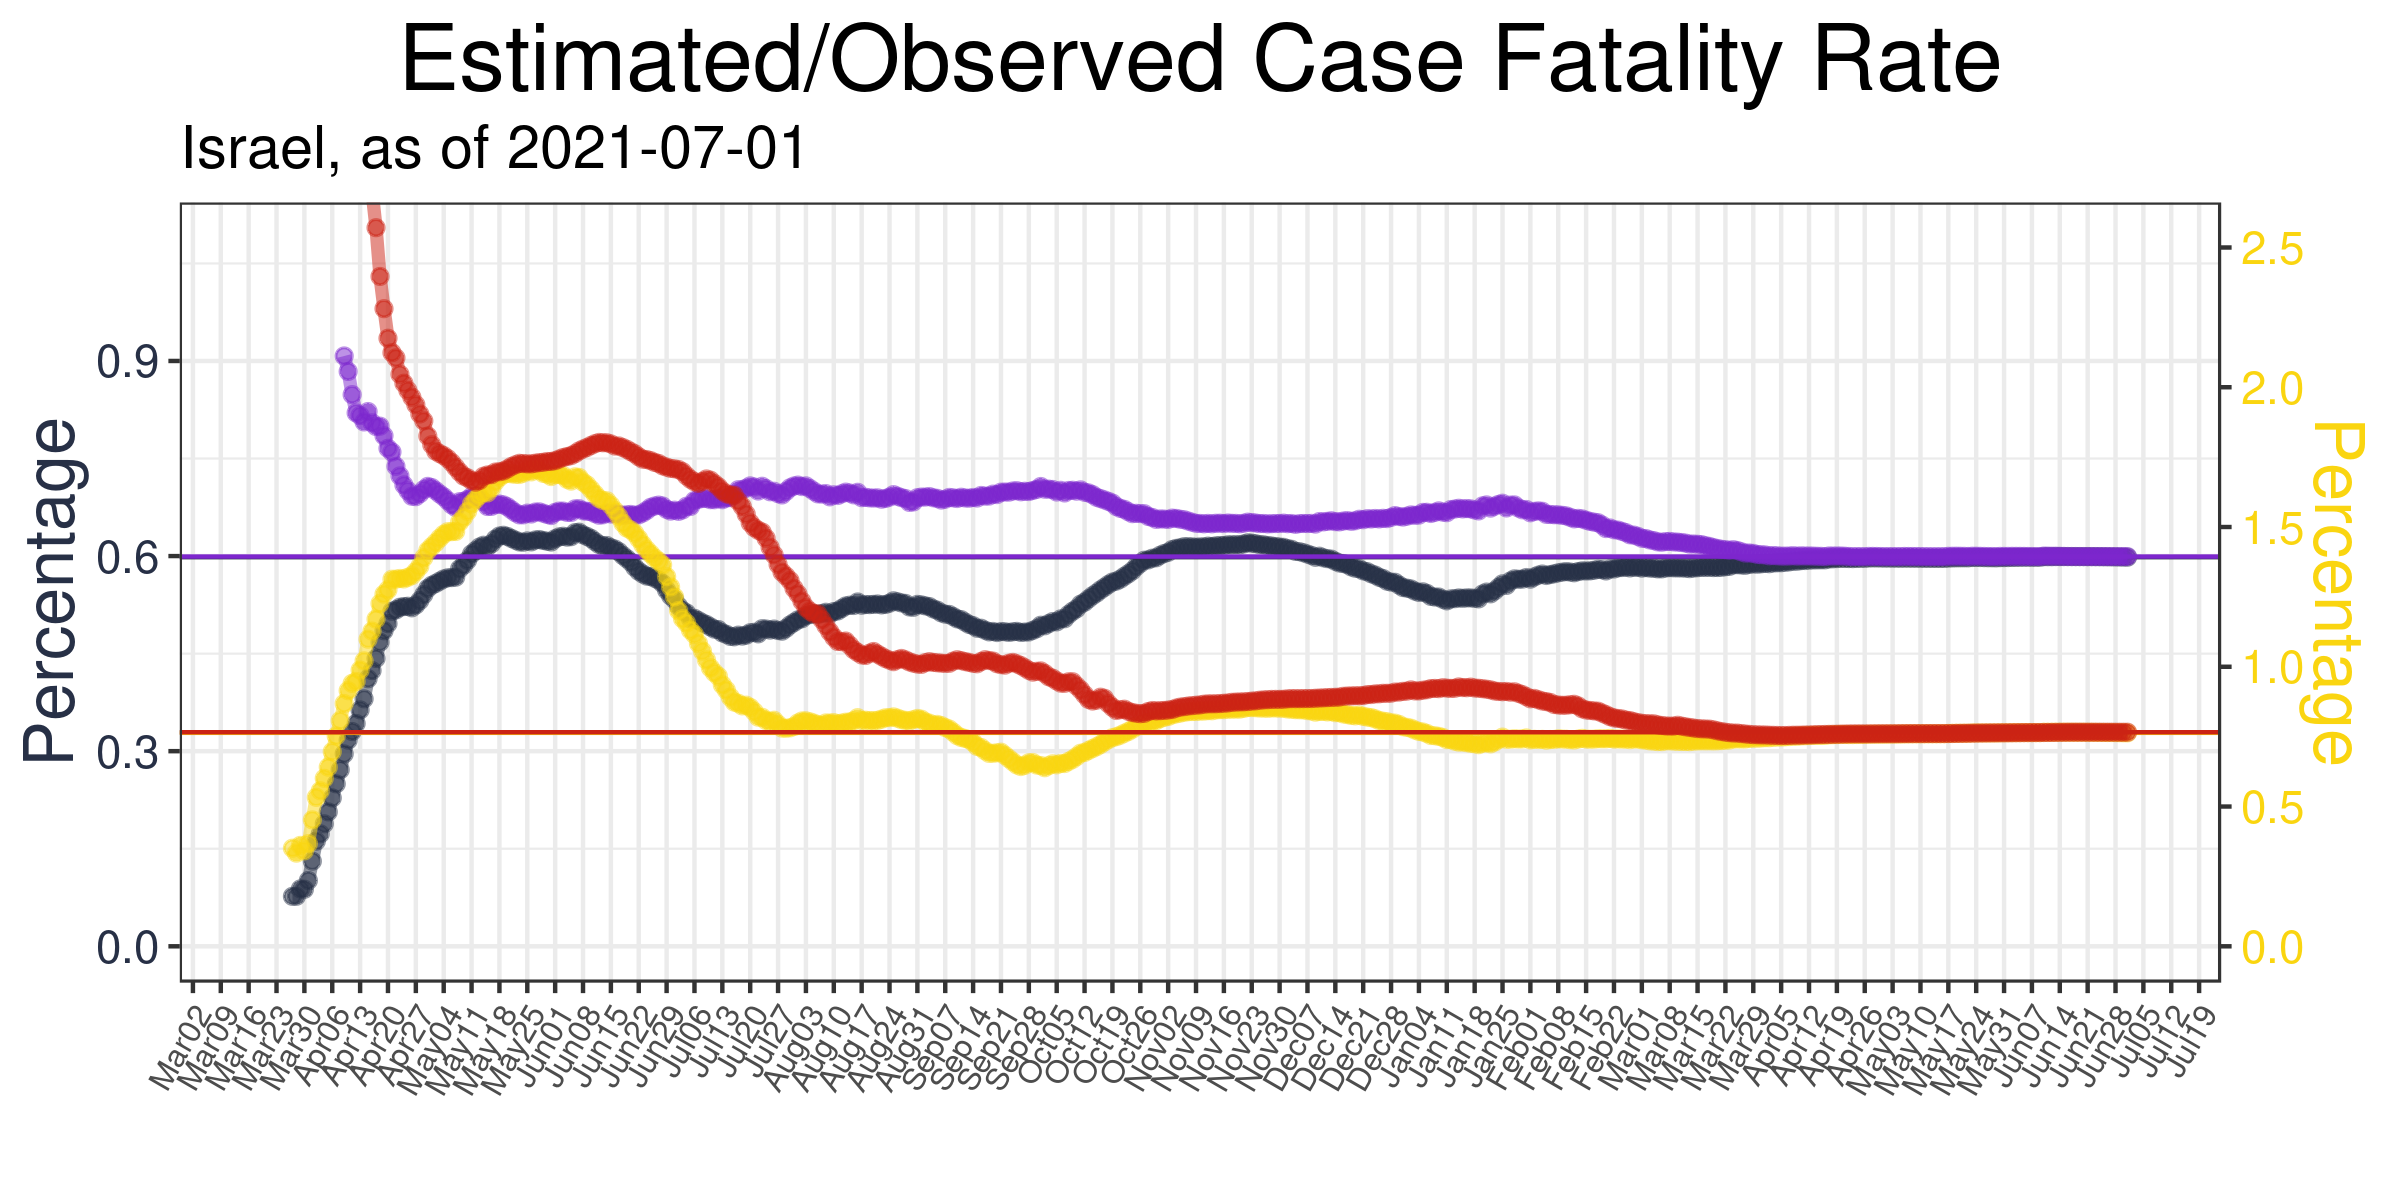 Estimated/Observed Case Fatality Rate
Israel, as of 2021-07-01
Percentage
0.9
0.6
0.3
0.0
2.5
2.0
1.5
1.0
0.5
0.0
Percentage
Mar02
Mar09
Mar16
Mar23
Mar30
Apr06
Apr13
Apr20
Apr27
May04
May11
May18
May25
Jun01
Jun08
Jun15
Jun22
Jun29
Jul06
Jul13
Jul20
Jul27
Aug03
Aug10
Aug17
Aug24
Aug31
Sep07
Sep14
Sep21
Sep28
Oct05
Oct12
Oct19
Oct26
Nov02
Nov09
Nov16
Nov23
Nov30
Dec07
Dec14
Dec21
Dec28
Jan04
Jan11
Jan18
Jan25
Feb01
Feb08
Feb15
Feb22
Mar01
Mar08
Mar15
Mar22
Mar29
Apr05
Apr12
Apr19
Apr26
May03
May10
May17
May24
May31
Jun07
Jun14
Jun21
Jun28
Jul05
Jul12
Jul19